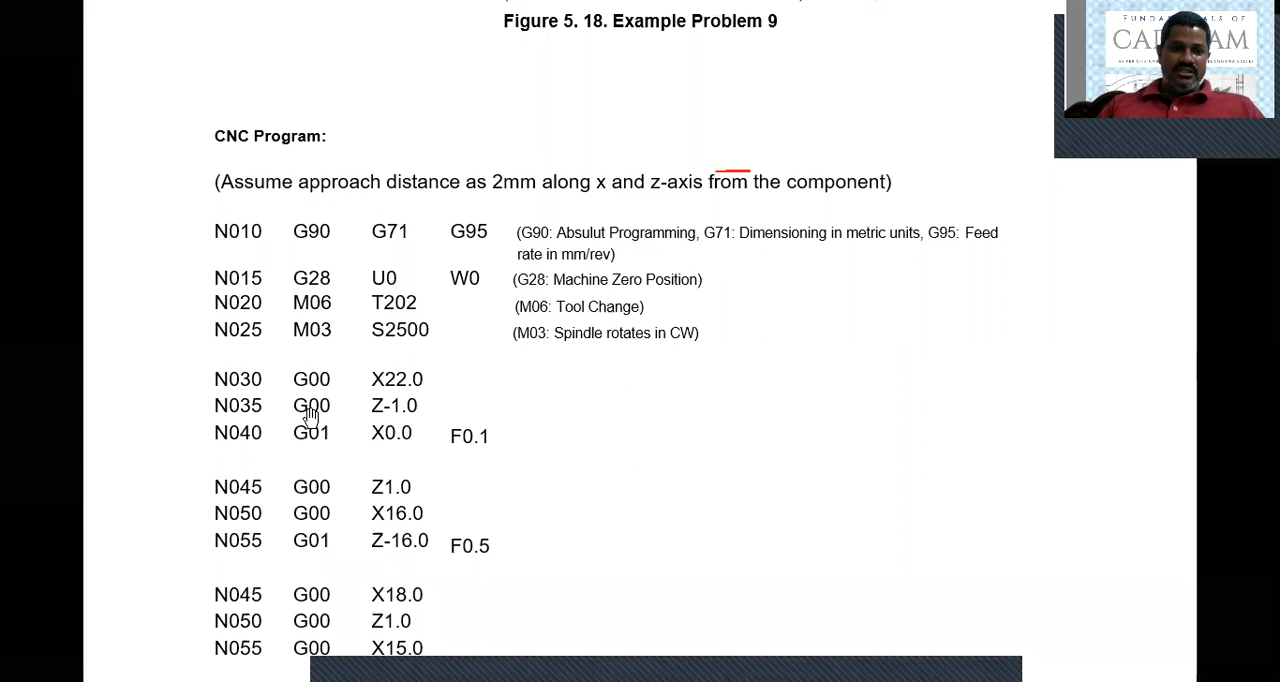 Figure 5. 18. Example Problem 9
FUNDAMENTALS OF
CAD/CAM
CNC Program:
(Assume approach distance as 2mm along x and z-axis from the component)
N010 G90 G71 G95 (G90: Absulut Programming, G71: Dimensioning in metric units, G95: Feed
rate in mm/rev)
N015 G28 U0 W0 (G28: Machine Zero Position)
N020 M06 T202 (M06: Tool Change)
N025 M03 S2500 (M03: Spindle rotates in CW)
N030 G00 X22.0
N035 G00 Z-1.0
N040 G01 X0.0 F0.1
N045 G00 Z1.0
N050 G00 X16.0
N055 G01 Z-16.0 F0.5
N045 G00 X18.0
N050 G00 Z1.0
N055 G00 X15.0